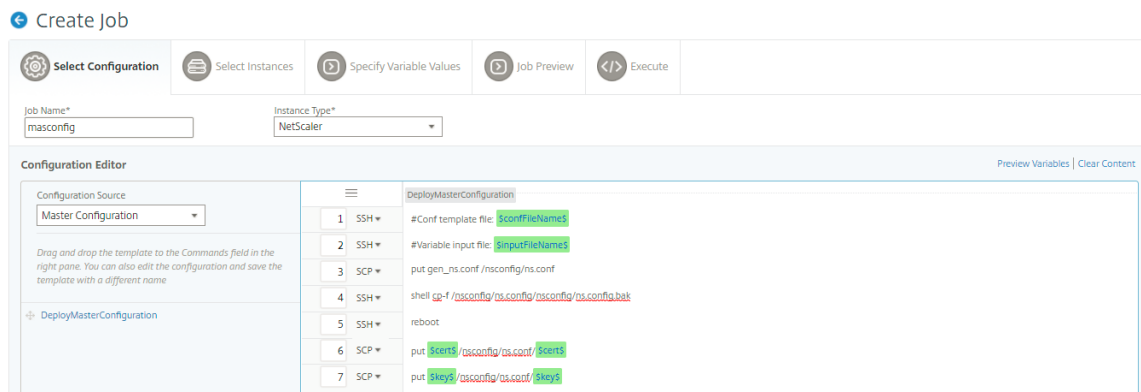 Create Job
Select Configuration
Select Instances
Specify Variable Values
Job Preview
Execute
Job Name*
Instance Type*
masconfig
NetScaler
Configuration Editor
Preview Variables | Clear Content
Configuration Source
Master Configuration
Drag and drop the template to the Commands field in the
right pane. You can also edit the configuration and save the
template with a different name
DeployMasterConfiguration
DeployMasterConfiguration
1 SSH #Conf template file: $confFileName$
2 SSH #Variable input file: $inputFileName$
3 SCP put gen_ns.conf /nsconfig/ns.conf
4 SSH shell cp-f /nsconfig/ns.config/nsconfig/ns.config.bak
5 SSH reboot
6 SCP put $cert$ /nsconfig/ns.conf/ $cert$
7 SCP put $key$ /nsconfig/ns.conf/ $key$